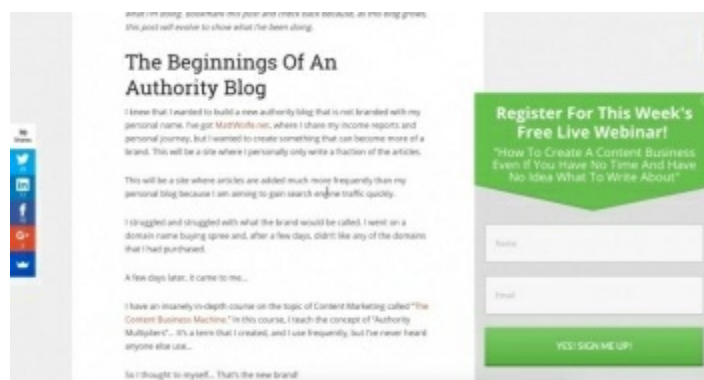 what I'm doing. Bookmark this post and check back because, as this blog grows,
this post will evolve to show what I've been doing.
The Beginnings Of An
Authority Blog
I knew that I wanted to build a new authority blog that is not branded with my
personal name. I've got MattWolfe.net, where I share my income reports and
personal journey, but I wanted to create something that can become more of a
brand. This will be a site where I personally only write a fraction of the articles.
This will be a site where articles are added much more frequently than my
personal blog because I am aiming to gain search engine traffic quickly.
I struggled and struggled with what the brand would be called. I went on a
domain name buying spree and, after a few days, didn't like any of the domains
that I had purchased.
A few days later, it came to me...
I have an insanely in-depth course on the topic of Content Marketing called "The
Content Business Machine." In this course, I teach the concept of "Authority
Multipliers"... It's a term that I created, and I use frequently, but I've never heard
anyone else use...
So I thought to myself... That's the new brand!
Shares
Register For This Week's
Free Live Webinar!
"How To Create A Content Business
Even If You Have No Time And Have
No Idea What To Write About"
Name
Email
YES! SIGN ME UP!